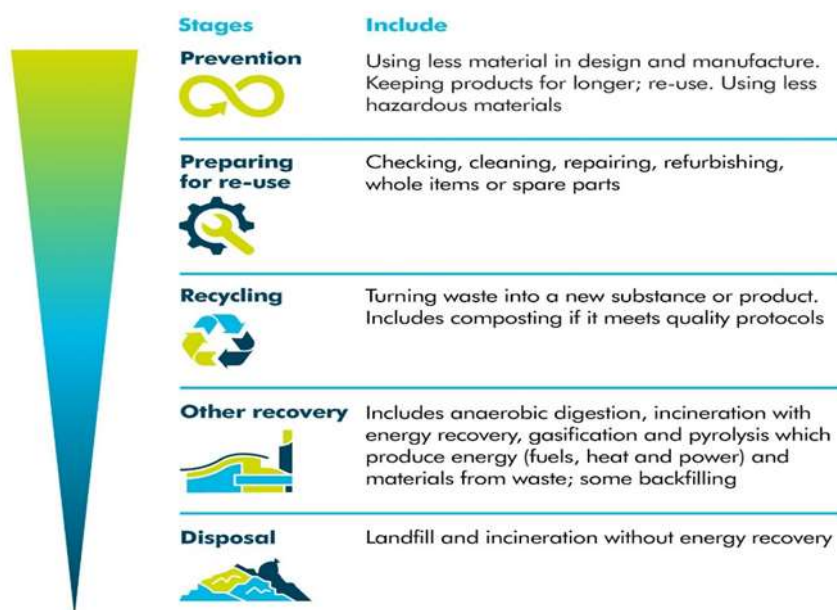 Stages Include
Prevention
Using less material in design and manufacture.
Keeping products for longer; re-use. Using less
hazardous materials
Preparing
for re-use
Checking, cleaning, repairing, refurbishing,
whole items or spare parts
Recycling
Turning waste into a new substance or product.
Includes composting if it meets quality protocols
Other recovery
Includes anaerobic digestion, incineration with
energy recovery, gasification and pyrolysis which
produce energy (fuels, heat and power) and
materials from waste; some backfilling
Disposal
Landfill and incineration without energy recovery